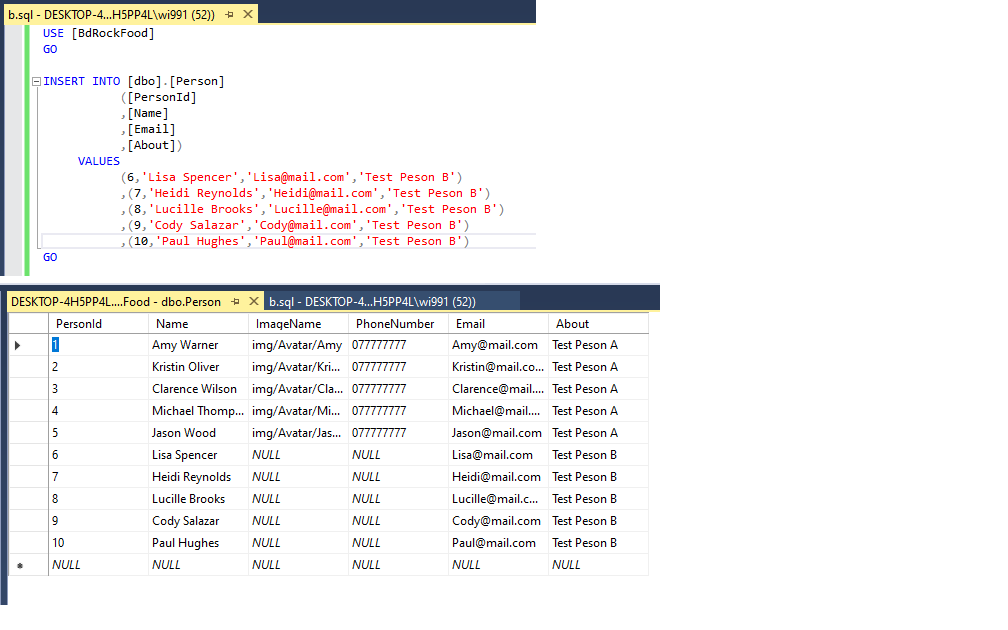 b.sql - DESKTOP-4...H5PP4L\wi991 (52))
USE [BdRockFood]
GO
INSERT INTO [dbo].[Person]
([PersonId]
,[Name]
,[Email]
,[About])
VALUES
(6,'Lisa Spencer','Lisa@mail.com','Test Peson B')
,(7,'Heidi Reynolds','Heidi@mail.com','Test Peson B')
,(8,'Lucille Brooks','Lucille@mail.com','Test Peson B')
,(9,'Cody Salazar','Cody@mail.com','Test Peson B')
,(10,'Paul Hughes','Paul@mail.com','Test Peson B')
GO
DESKTOP-4H5PP4L....Food - dbo.Person b.sql - DESKTOP-4...H5PP4L\wi991 (52))
PersonId Name ImageName PhoneNumber Email About
1 Amy Warner img/Avatar/Amy 077777777 Amy@mail.com Test Peson A
2 Kristin Oliver img/Avatar/Kri... 077777777 Kristin@mail.co... Test Peson A
3 Clarence Wilson img/Avatar/Cla... 077777777 Clarence@mail.... Test Peson A
4 Michael Thomp... img/Avatar/Mi... 077777777 Michael@mail.... Test Peson A
5 Jason Wood img/Avatar/Jas... 077777777 Jason@mail.com Test Peson A
6 Lisa Spencer NULL NULL Lisa@mail.com Test Peson B
7 Heidi Reynolds NULL NULL Heidi@mail.com Test Peson B
8 Lucille Brooks NULL NULL Lucille@mail.c... Test Peson B
9 Cody Salazar NULL NULL Cody@mail.com Test Peson B
10 Paul Hughes NULL NULL Paul@mail.com Test Peson B
NULL NULL NULL NULL NULL NULL